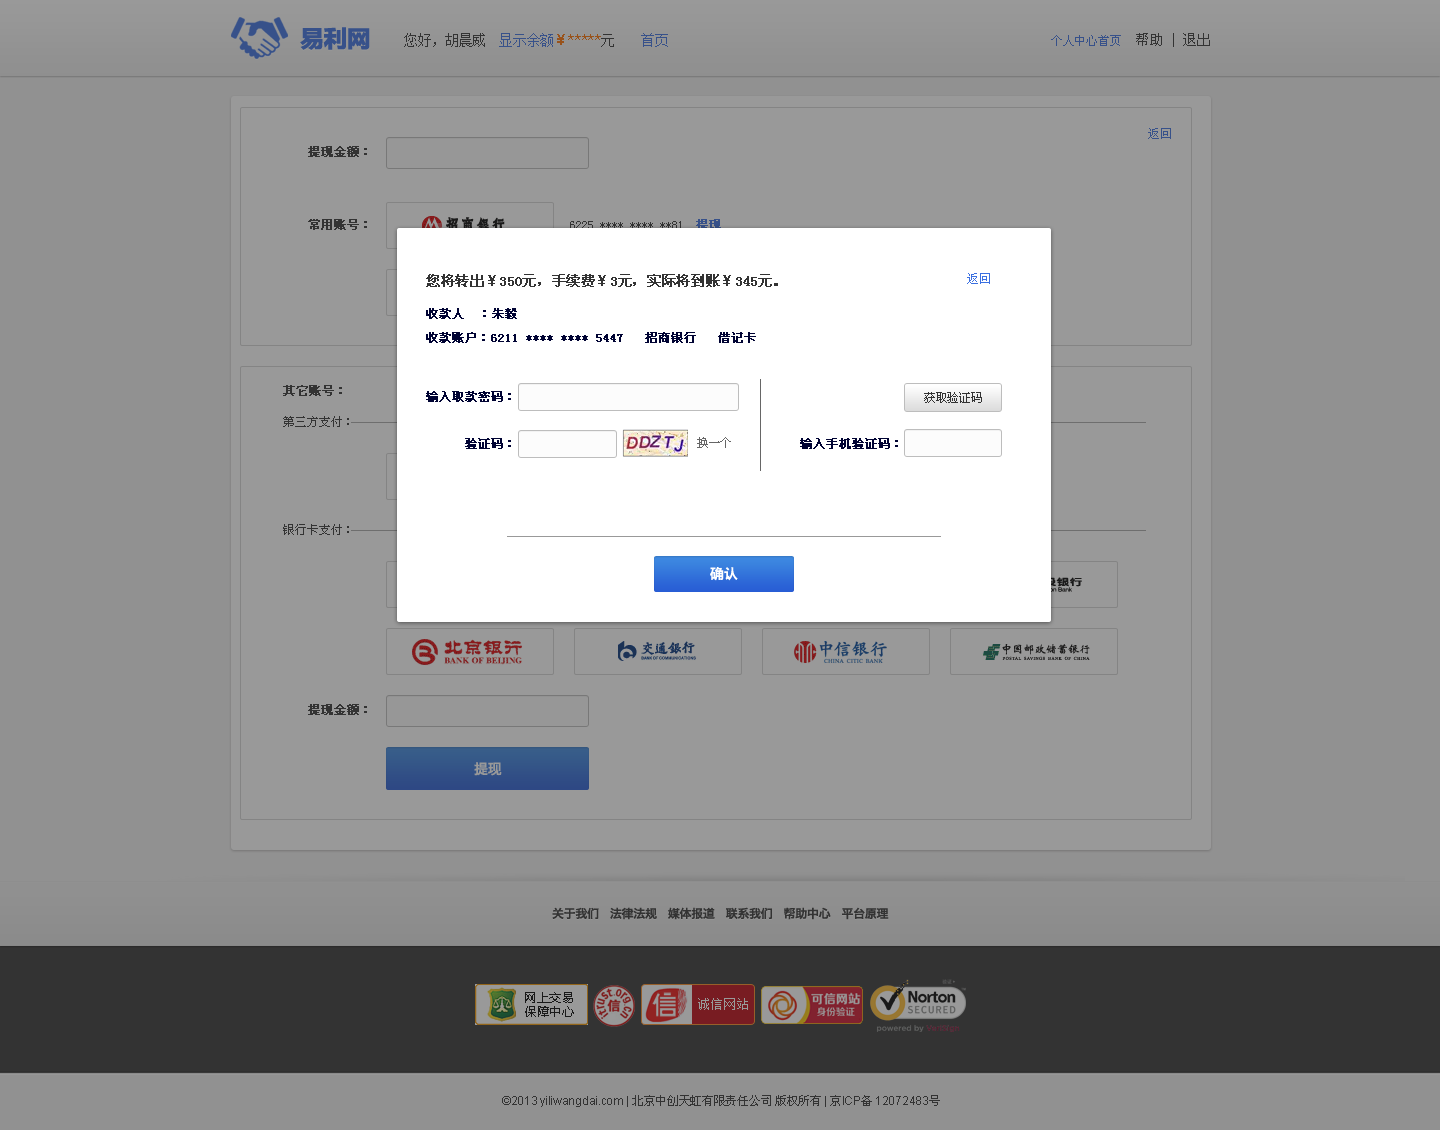 易利网 您好，胡晨威 显示余额¥*****元 首页 个人中心首页 帮助 | 退出
返回
提现金额：
常用账号： 招商银行 6225 **** **** **81 提现
您将转出¥350元，手续费¥3元，实际将到账¥345元。 返回
收款人 ：朱毅
收款账户：6211 **** **** 5447 招商银行 借记卡
其它账号：
输入取款密码： 获取验证码
第三方支付：
验证码： DDZTJ 换一个 输入手机验证码：
银行卡支付：
确认
银行
on Bank
北京银行 交通银行 中信银行 中国邮政储蓄银行
BANK OF BEIJING BANK OF COMMUNICATIONS CHINA CITIC BANK POSTAL SAVINGS BANK OF CHINA
提现金额：
提现
关于我们 法律法规 媒体报道 联系我们 帮助中心 平台原理
网上交易
保障中心
trust.org.cn
信
信 诚信网站
可信网站
身份验证
Norton
SECURED
powered by
©2013 yiliwangdai.com | 北京中创天虹有限责任公司 版权所有 | 京ICP备 12072483号